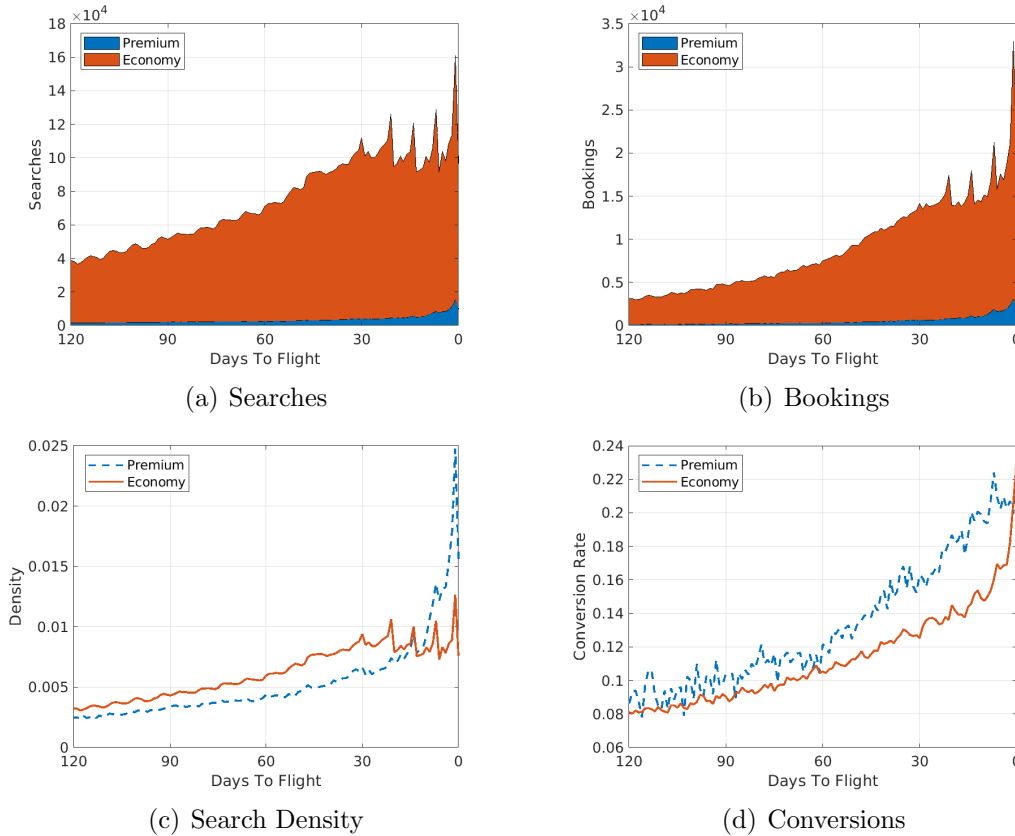 ×10⁴
18
16
14
12
10
8
6
4
2
0
Searches
Premium
Economy
120
90
60
30
0
Days To Flight
(a) Searches
×10⁴
3.5
3
2.5
2
1.5
1
0.5
0
Bookings
Premium
Economy
120
90
60
30
0
Days To Flight
(b) Bookings
0.025
0.02
0.015
0.01
0.005
0
Density
Premium
Economy
120
90
60
30
0
Days To Flight
(c) Search Density
0.24
0.22
0.2
0.18
0.16
0.14
0.12
0.1
0.08
0.06
Conversion Rate
Premium
Economy
120
90
60
30
0
Days To Flight
(d) Conversions